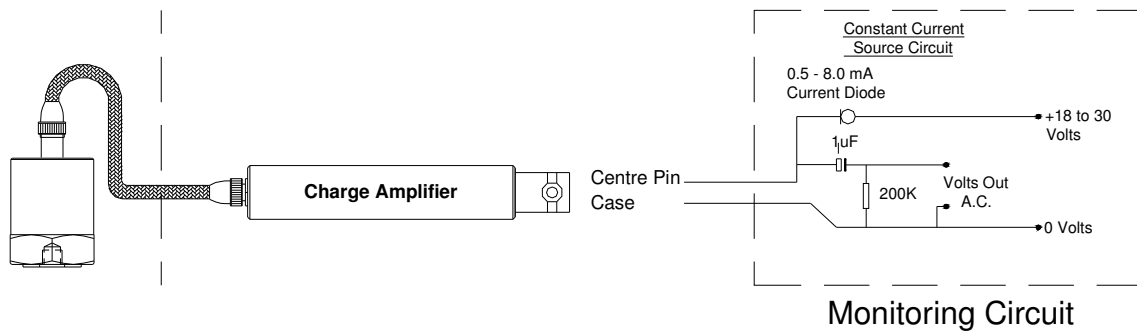 Constant Current
Source Circuit
0.5 - 8.0 mA
Current Diode
+18 to 30
Volts
1uF
Charge Amplifier
Centre Pin
Case
200K
Volts Out
A.C.
0 Volts
Monitoring Circuit